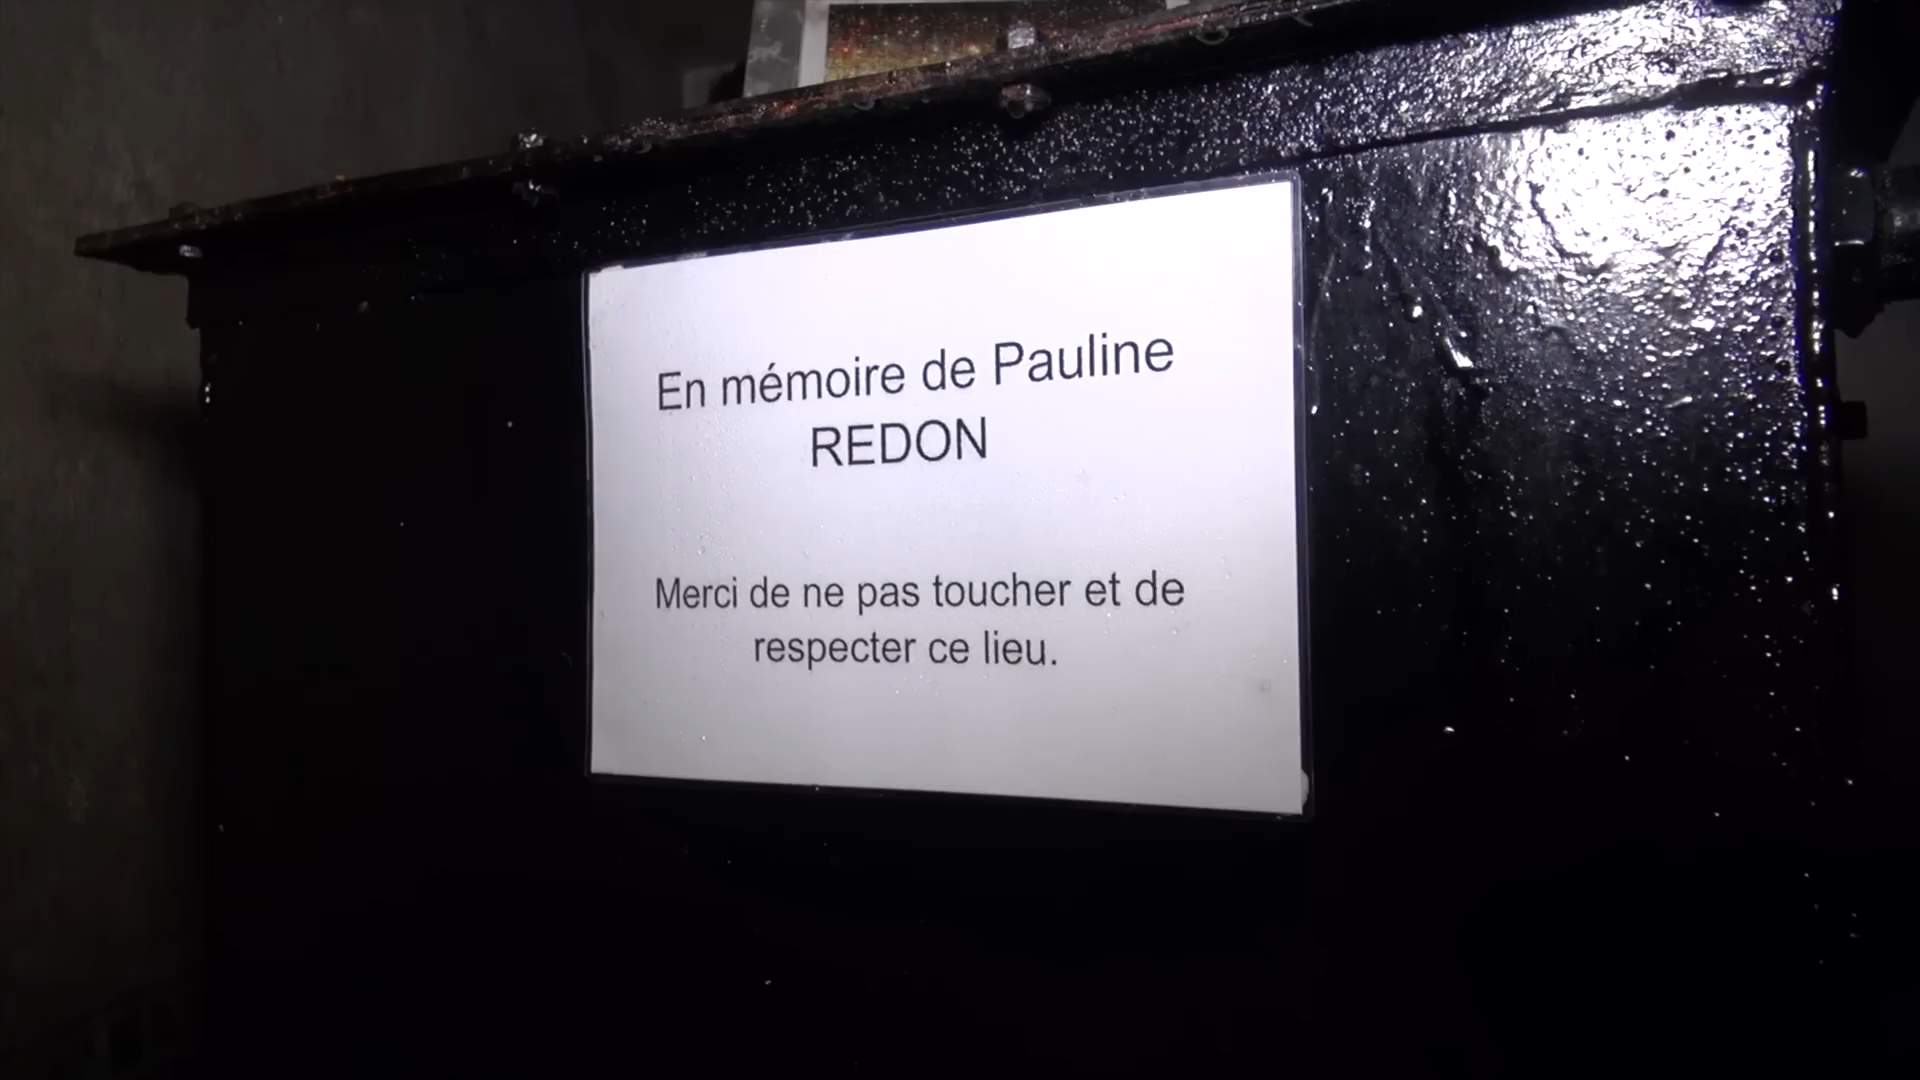 En mémoire de Pauline
REDON
Merci de ne pas toucher et de
respecter ce lieu.